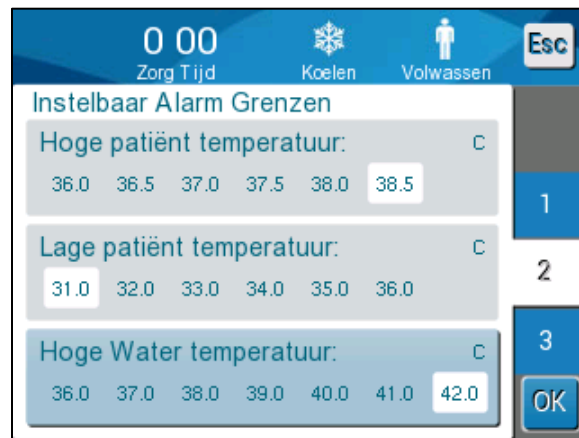 0 00
Zorg Tijd
Koelen
Volwassen
Esc
Instelbaar Alarm Grenzen
Hoge patiënt temperatuur: C
36.0 36.5 37.0 37.5 38.0 38.5
Lage patiënt temperatuur: C
31.0 32.0 33.0 34.0 35.0 36.0
Hoge Water temperatuur: C
36.0 37.0 38.0 39.0 40.0 41.0 42.0
1
2
3
OK